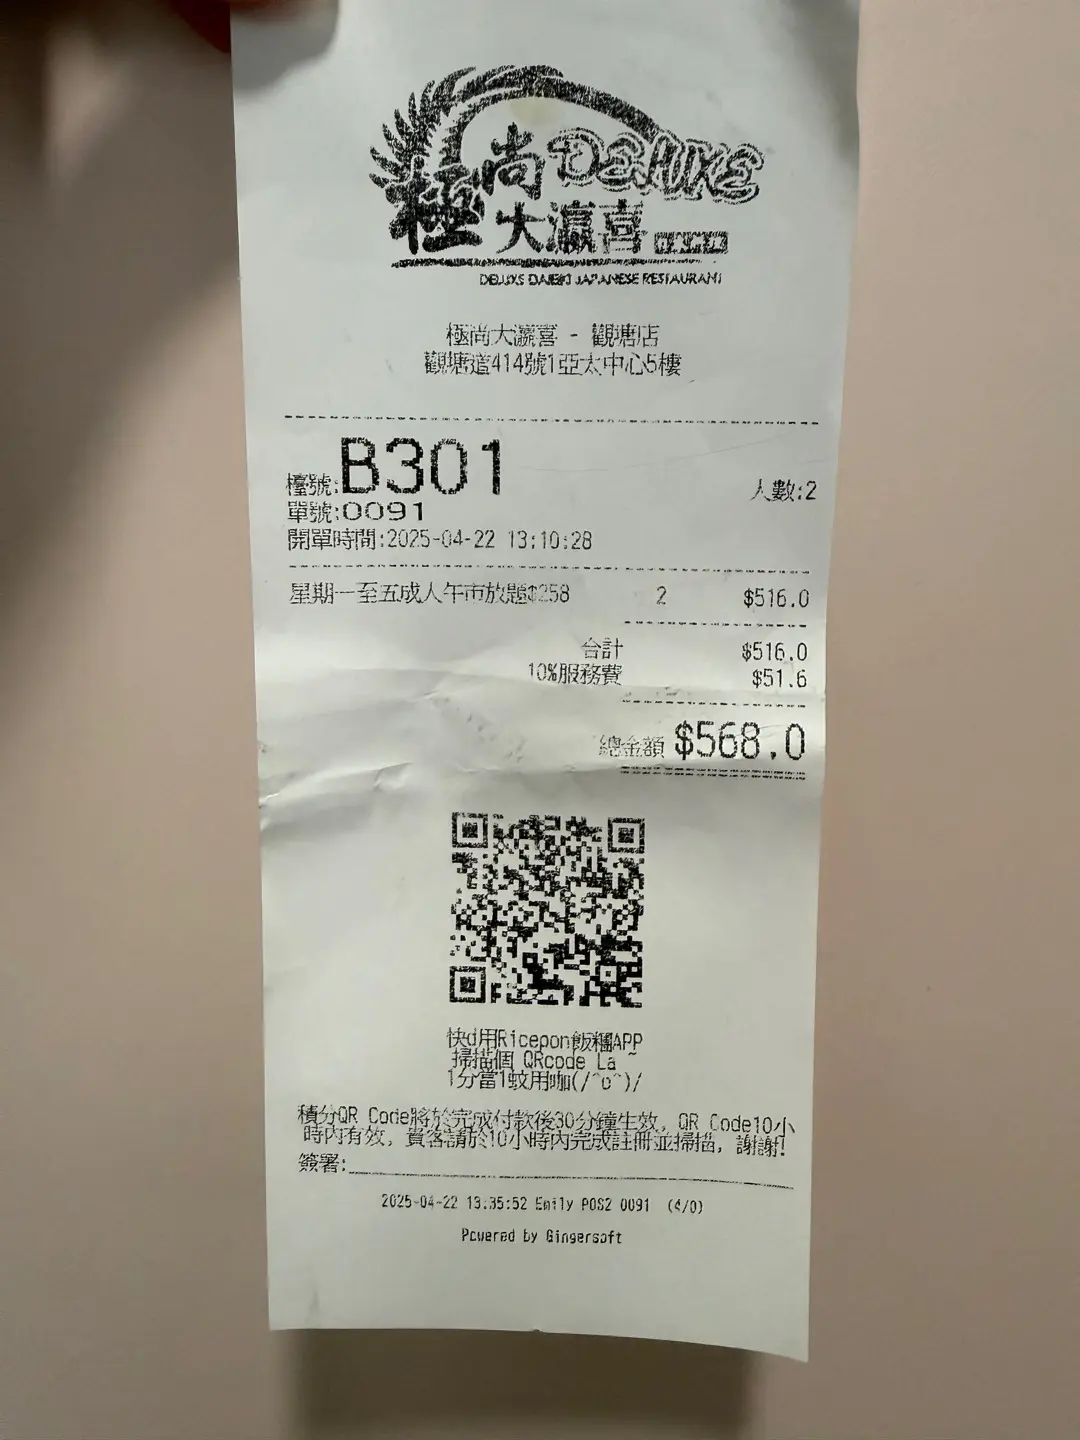 極尚 DELUXE
大瀛喜
DELUXS DAIEKI JAPANESE RESTAURANT
極尚大瀛喜 - 觀塘店
觀塘道414號1亞太中心5樓
檯號:B301 人數:2
單號:0091
開單時間:2025-04-22 13:10:28
星期一至五成人午市放題$258 2 $516.0
合計 $516.0
10%服務費 $51.6
總金額 $568.0
快d用Ricepon飯糰APP
掃描個 QRcode La ~
1分當1蚊用㗎(/^o^)/
積分QR Code將於完成付款後30分鐘生效, QR Code10小
時內有效, 貴客請於10小時內完成註冊並掃描, 謝謝!
簽署:
2025-04-22 13:35:52 Emily POS2 0091 (4/0)
Powered by Gingersoft